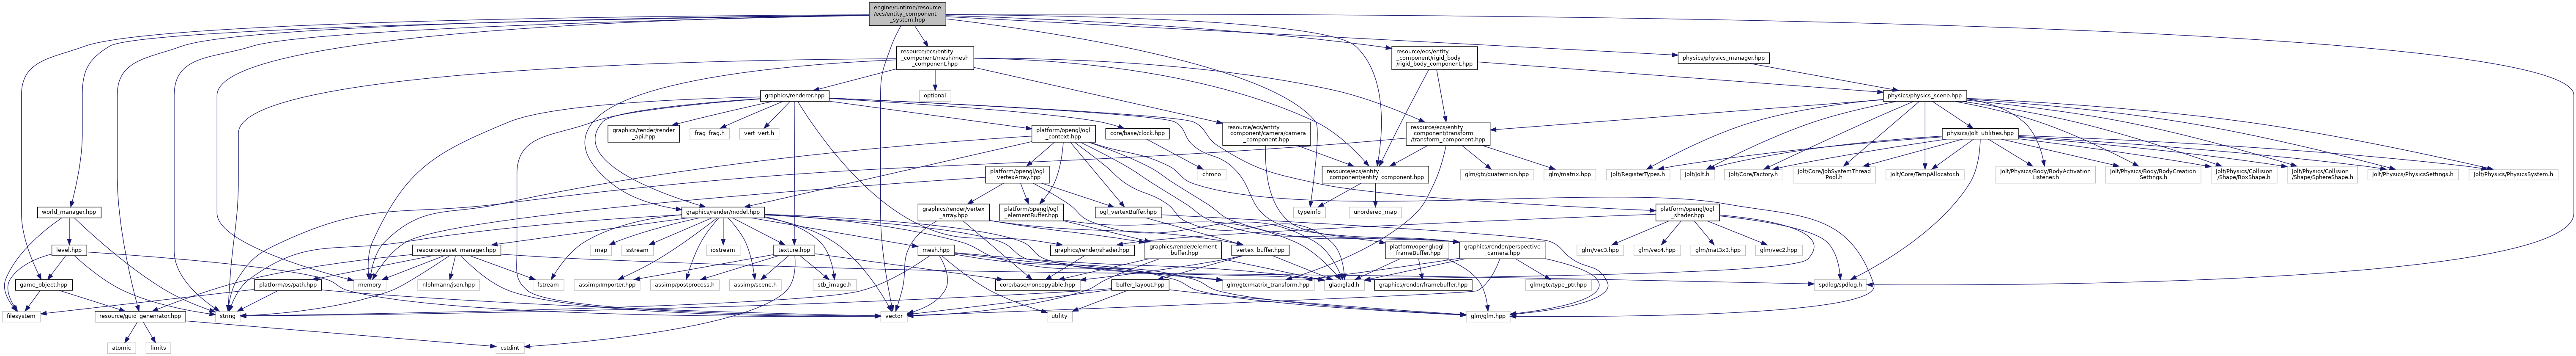 engine/runtime/resource
/ecs/entity_component
_system.hpp
resource/ecs/entity
_component/mesh/mesh
_component.hpp
resource/ecs/entity
_component/rigid_body
/rigid_body_component.hpp
physics/physics_manager.hpp
graphics/renderer.hpp
optional
physics/physics_scene.hpp
graphics/render/render
_api.hpp
frag_frag.h
vert_vert.h
platform/opengl/ogl
_context.hpp
core/base/clock.hpp
resource/ecs/entity
_component/camera/camera
_component.hpp
resource/ecs/entity
_component/transform
/transform_component.hpp
physics/jolt_utilities.hpp
platform/opengl/ogl
_vertexArray.hpp
chrono
resource/ecs/entity
_component/entity_component.hpp
glm/gtc/quaternion.hpp
glm/matrix.hpp
Jolt/RegisterTypes.h
Jolt/Jolt.h
Jolt/Core/Factory.h
Jolt/Core/JobSystemThread
Pool.h
Jolt/Core/TempAllocator.h
Jolt/Physics/Body/BodyActivation
Listener.h
Jolt/Physics/Body/BodyCreation
Settings.h
Jolt/Physics/Collision
/Shape/BoxShape.h
Jolt/Physics/Collision
/Shape/SphereShape.h
Jolt/Physics/PhysicsSettings.h
Jolt/Physics/PhysicsSystem.h
world_manager.hpp
graphics/render/model.hpp
graphics/render/vertex
_array.hpp
platform/opengl/ogl
_elementBuffer.hpp
ogl_vertexBuffer.hpp
typeinfo
unordered_map
platform/opengl/ogl
_shader.hpp
level.hpp
resource/asset_manager.hpp
map
sstream
iostream
texture.hpp
mesh.hpp
graphics/render/shader.hpp
graphics/render/element
_buffer.hpp
vertex_buffer.hpp
platform/opengl/ogl
_frameBuffer.hpp
graphics/render/perspective
_camera.hpp
glm/vec3.hpp
glm/vec4.hpp
glm/mat3x3.hpp
glm/vec2.hpp
game_object.hpp
platform/os/path.hpp
memory
nlohmann/json.hpp
fstream
assimp/Importer.hpp
assimp/postprocess.h
assimp/scene.h
stb_image.h
core/base/noncopyable.hpp
buffer_layout.hpp
glm/gtc/matrix_transform.hpp
glad/glad.h
graphics/render/framebuffer.hpp
glm/gtc/type_ptr.hpp
spdlog/spdlog.h
filesystem
resource/guid_genenrator.hpp
string
vector
utility
glm/glm.hpp
atomic
limits
cstdint